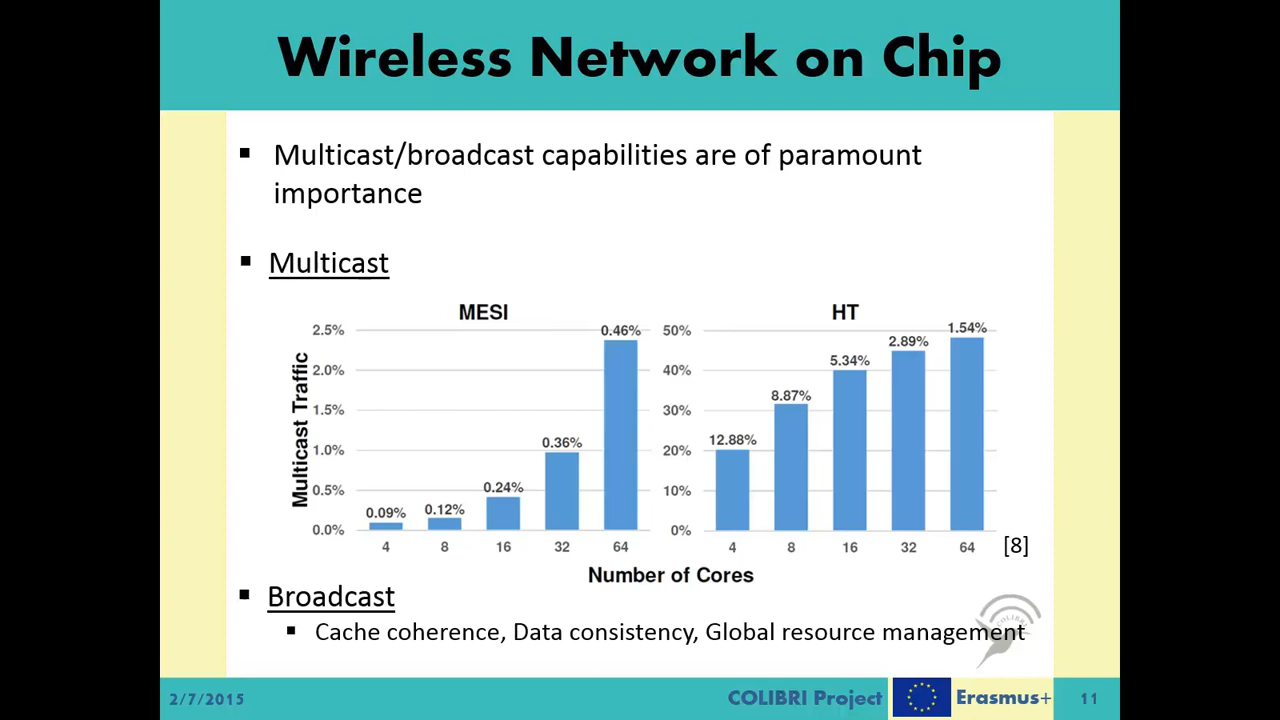 Wireless Network on Chip
▪ Multicast/broadcast capabilities are of paramount
importance
▪ Multicast
MESI
Multicast Traffic
2.5%
2.0%
1.5%
1.0%
0.5%
0.0%
0.09%
0.12%
0.24%
0.36%
0.46%
4 8 16 32 64
HT
50%
40%
30%
20%
10%
0%
12.88%
8.87%
5.34%
2.89%
1.54%
4 8 16 32 64
[8]
Number of Cores
▪ Broadcast
▪ Cache coherence, Data consistency, Global resource management
COLIBRI
2/7/2015
COLIBRI Project
Erasmus+
11